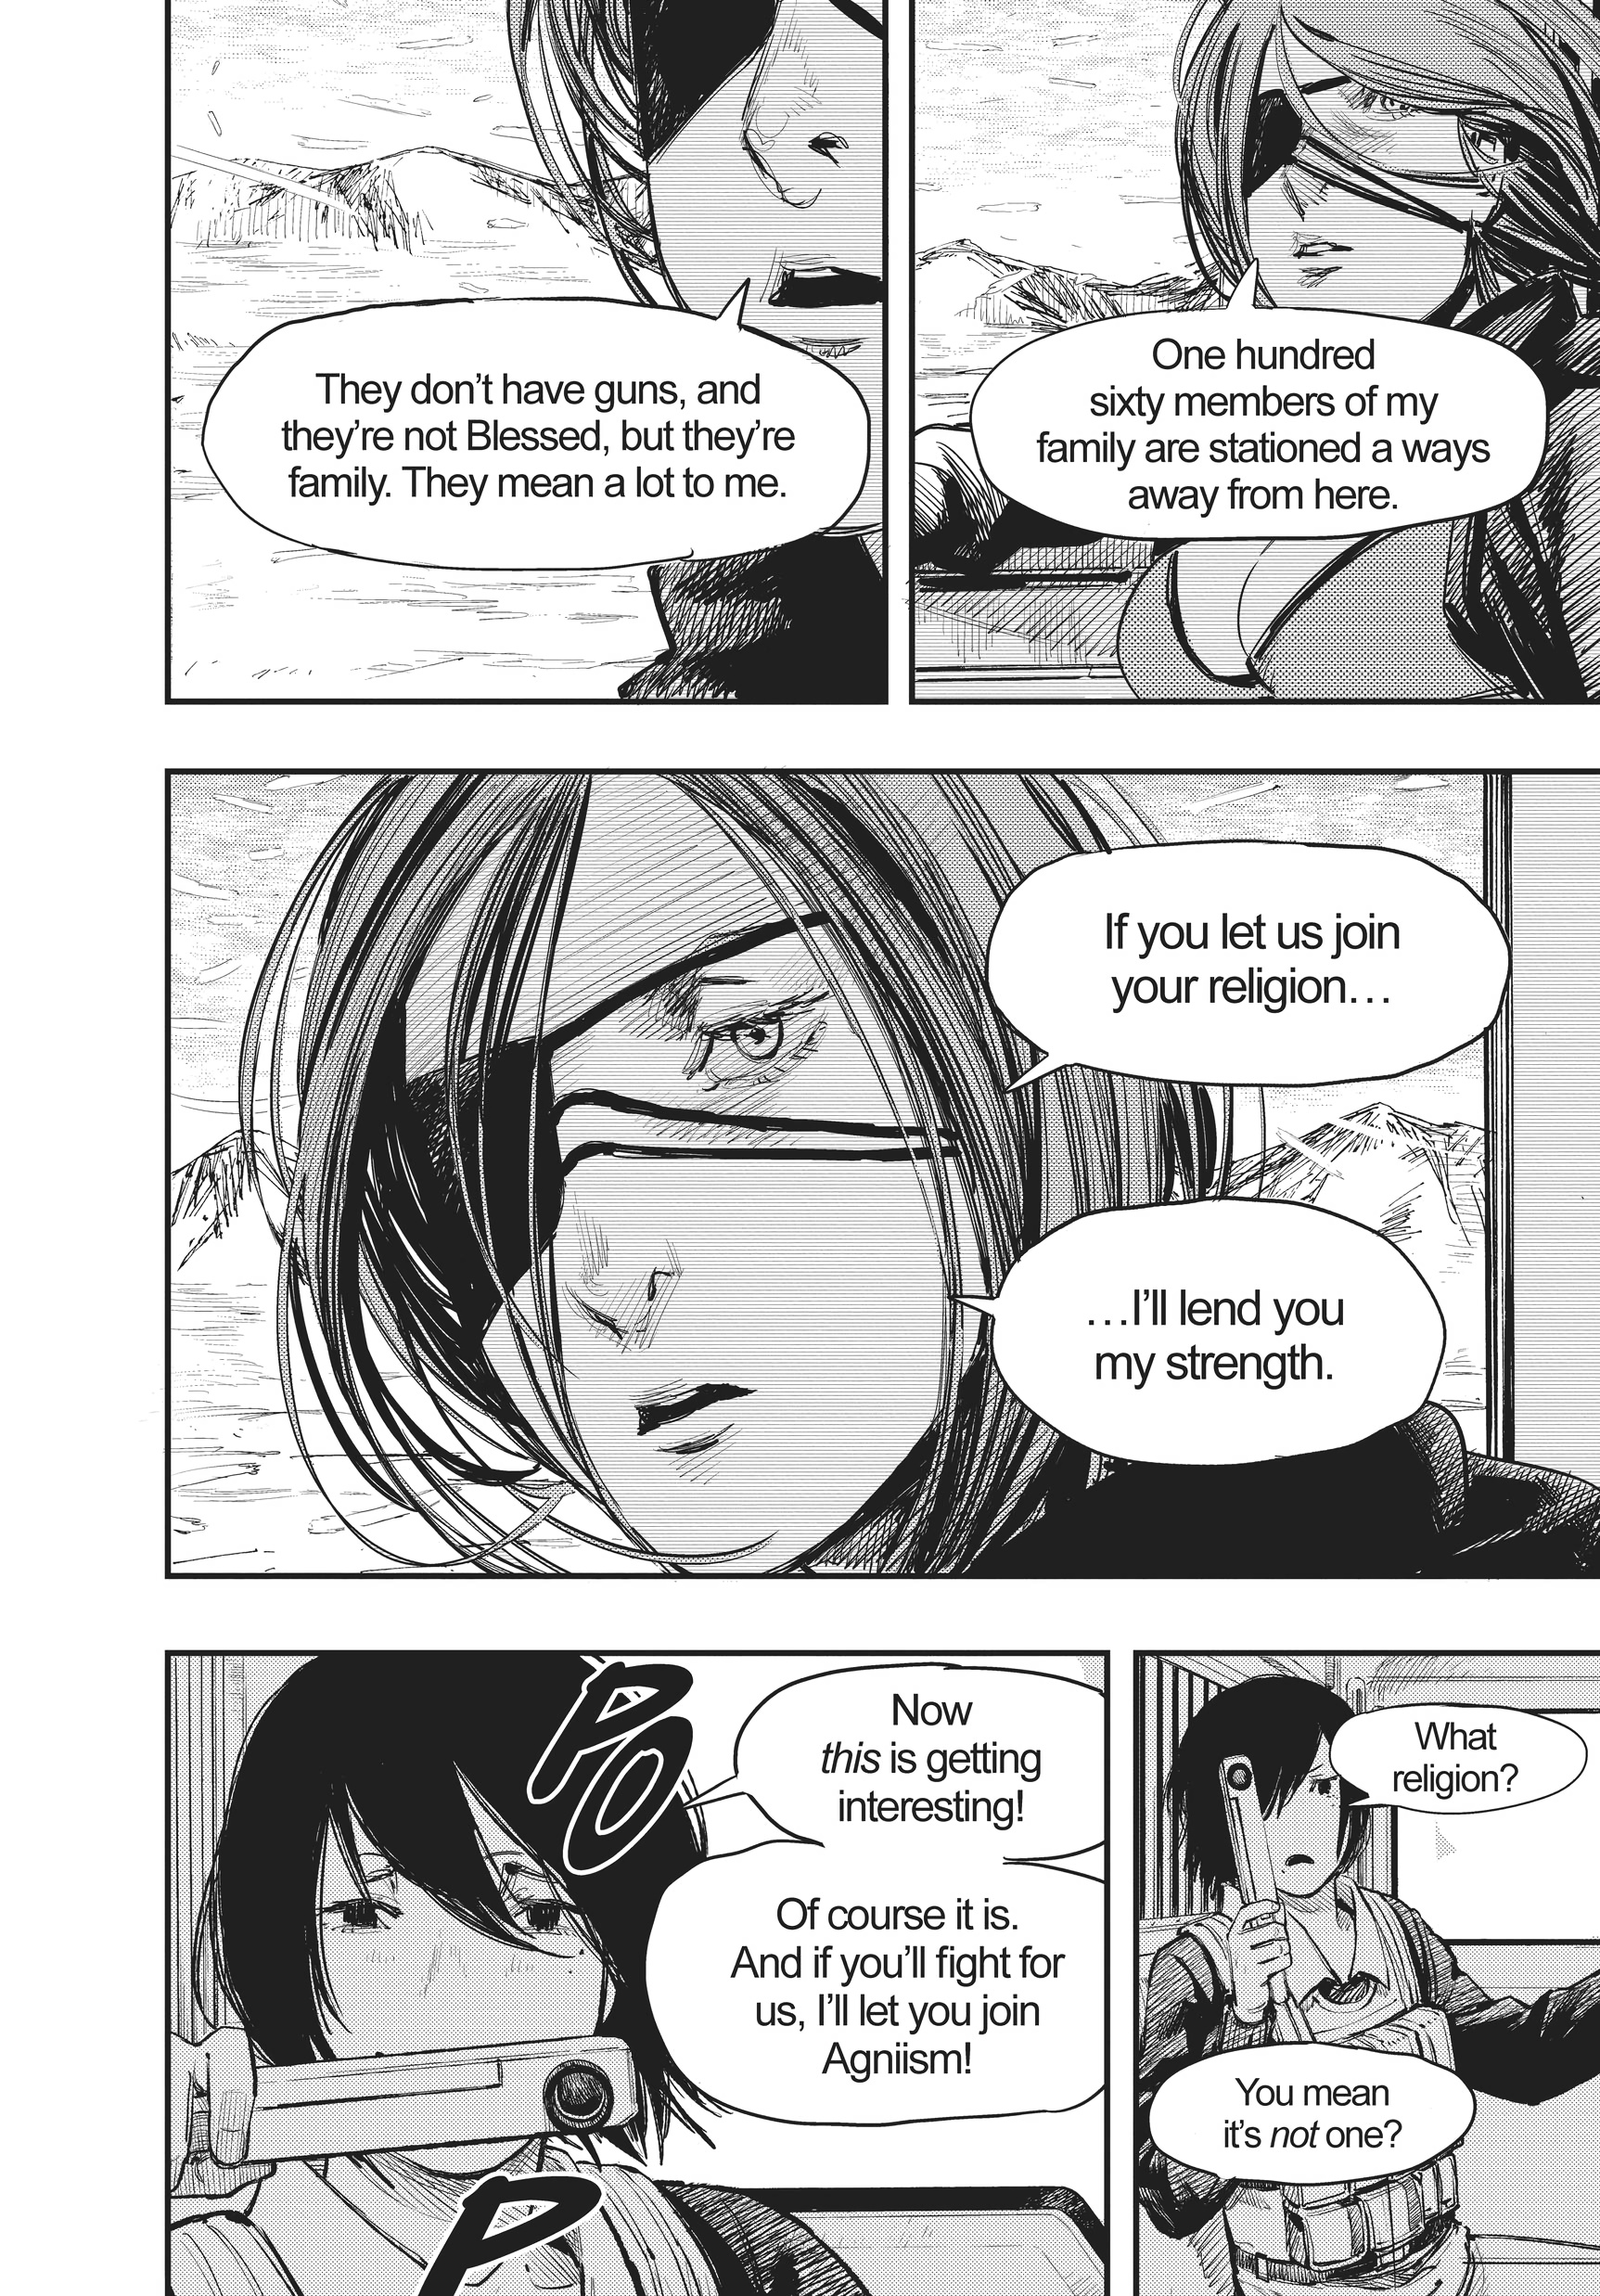 One hundred
sixty members of my
family are stationed a ways
away from here.
They don't have guns, and
they're not Blessed, but they're
family. They mean a lot to me.
If you let us join
your religion...
...I'll lend you
my strength.
What
religion?
You mean
it's not one?
Now
this is getting
interesting!
Of course it is.
And if you'll fight for
us, I'll let you join
Agniism!
PO
P